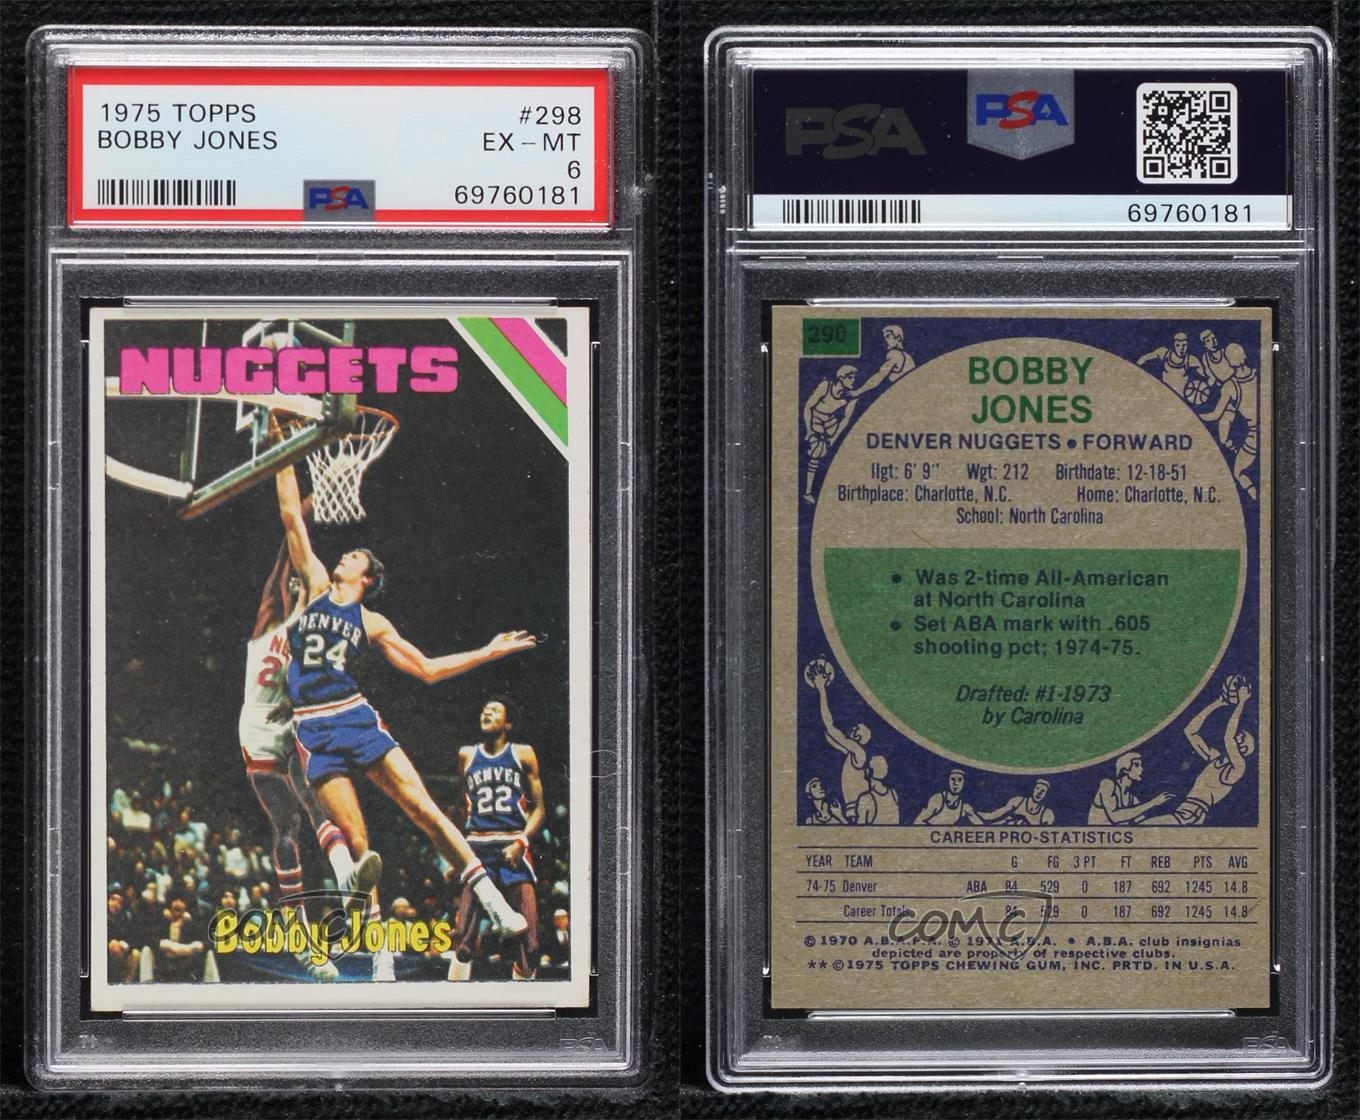 1975 TOPPS #298
BOBBY JONES EX - MT
6
PSA 69760181
NUGGETS
DENVER
24
NE
2
DENVER
22
COMC
Bobby Jones
PSA
PSA PSA
69760181
298
BOBBY
JONES
DENVER NUGGETS • FORWARD
Hgt: 6' 9" Wgt: 212 Birthdate: 12-18-51
Birthplace: Charlotte, N.C. Home: Charlotte, N.C.
School: North Carolina
• Was 2-time All-American
at North Carolina
• Set ABA mark with .605
shooting pct; 1974-75.
Drafted: #1-1973
by Carolina
CAREER PRO-STATISTICS
YEAR TEAM G FG 3 PT FT REB PTS AVG
74-75 Denver ABA 84 529 0 187 692 1245 14.8
Career Totals 84 529 0 187 692 1245 14.8
COMC
© 1970 A.B.A.P.A. © 1971 A.B.A. • A.B.A. club insignias
depicted are property of respective clubs.
** © 1975 TOPPS CHEWING GUM, INC. PRTD. IN U.S.A.
PSA